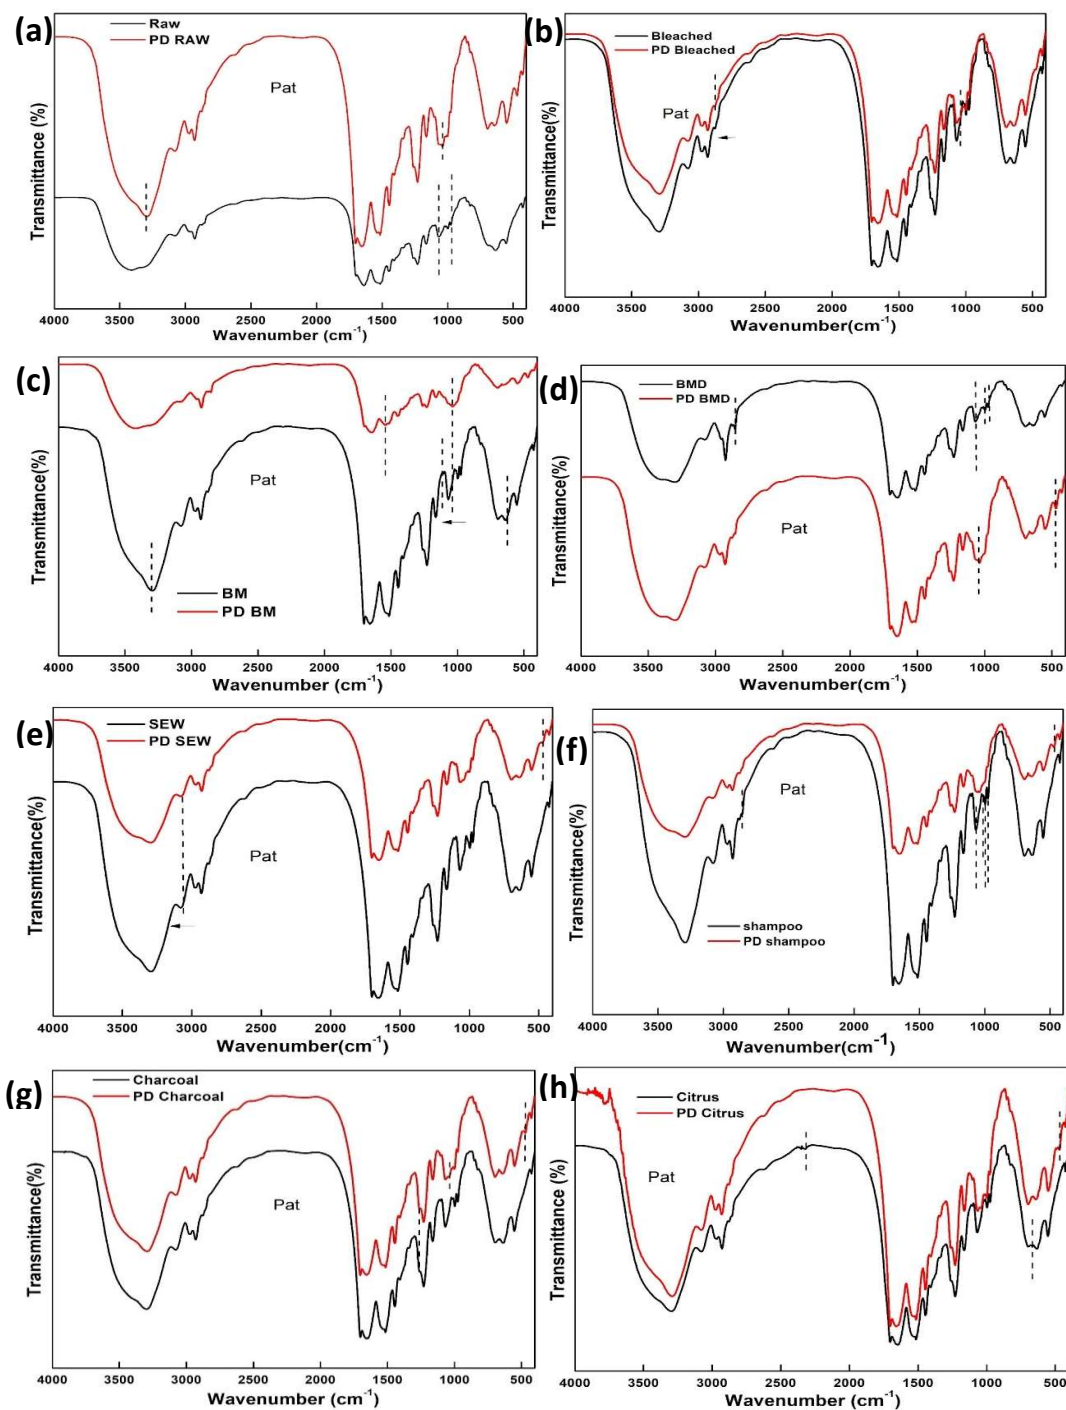 (a)
Raw
PD RAW
Pat
Transmittance (%)
4000 3500 3000 2500 2000 1500 1000 500
Wavenumber (cm-1)
(b)
Bleached
PD Bleached
Pat
Transmittance(%)
4000 3500 3000 2500 2000 1500 1000 500
Wavenumber(cm-1)
(c)
Pat
BM
PD BM
Transmittance(%)
4000 3500 3000 2500 2000 1500 1000 500
Wavenumber (cm-1)
(d)
BMD
PD BMD
Pat
Transmittance(%)
4000 3500 3000 2500 2000 1500 1000 500
Wavenumber (cm-1)
(e)
SEW
PD SEW
Pat
Transmittance(%)
4000 3500 3000 2500 2000 1500 1000 500
Wavenumber(cm-1)
(f)
Pat
shampoo
PD shampoo
Transmittance(%)
4000 3500 3000 2500 2000 1500 1000 500
Wavenumber(cm-1)
(g)
Charcoal
PD Charcoal
Pat
Transmittance(%)
4000 3500 3000 2500 2000 1500 1000 500
Wavenumber(cm-1)
(h)
Citrus
PD Citrus
Pat
Transmittance (%)
4000 3500 3000 2500 2000 1500 1000 500
Wavenumber (cm-1)